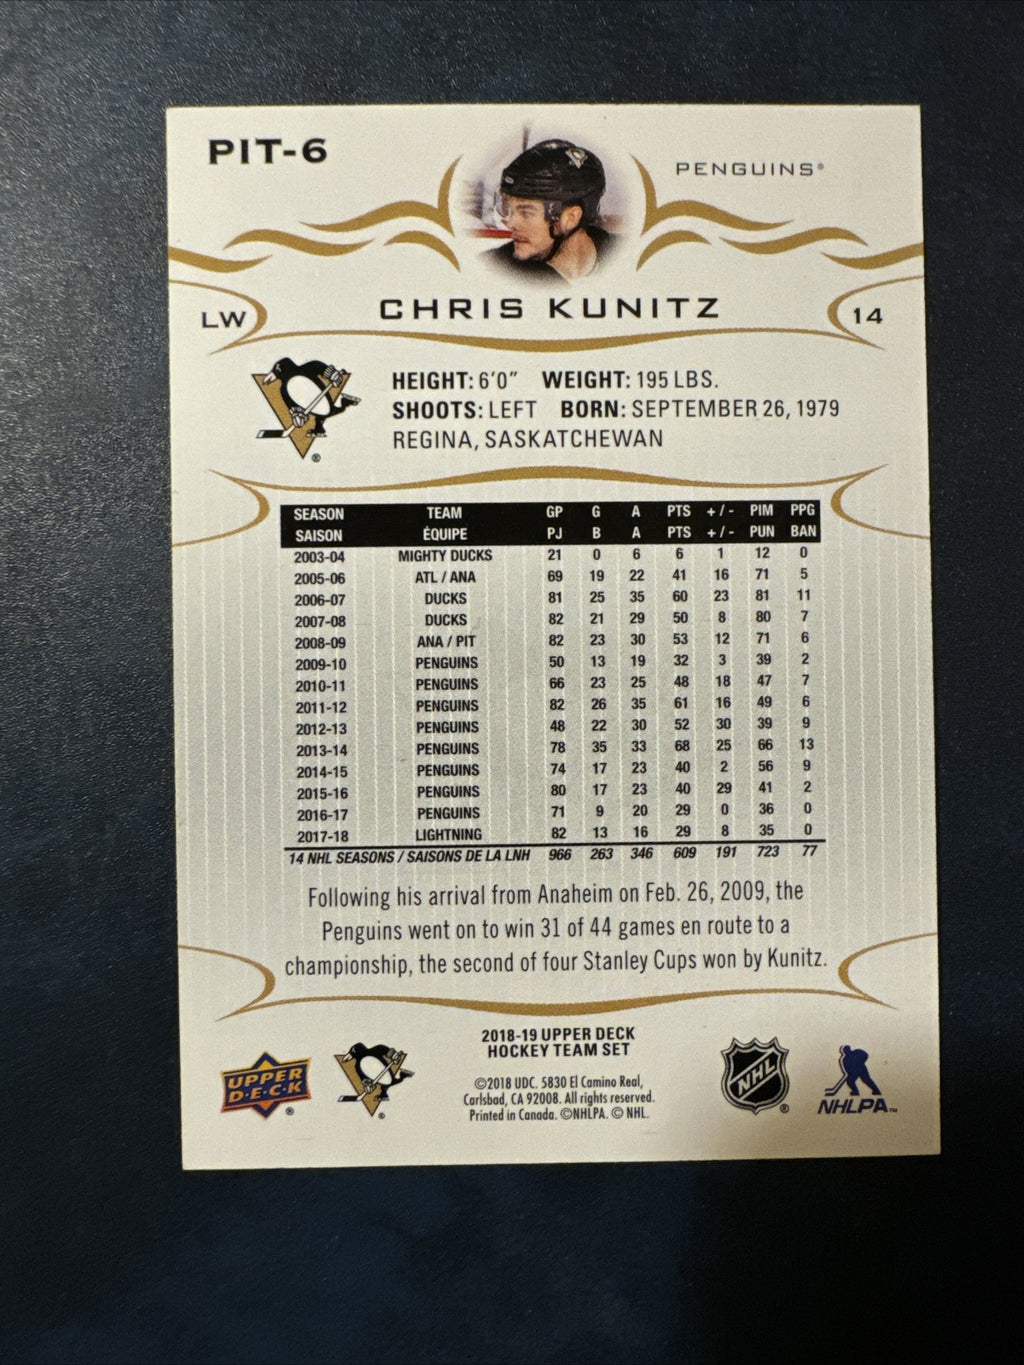 PIT-6
PENGUINS®
LW
CHRIS KUNITZ
14
HEIGHT: 6'0" WEIGHT: 195 LBS.
SHOOTS: LEFT BORN: SEPTEMBER 26, 1979
REGINA, SASKATCHEWAN
SEASON TEAM GP G A PTS +/- PIM PPG
SAISON ÉQUIPE PJ B A PTS +/- PUN BAN
2003-04 MIGHTY DUCKS 21 0 6 6 1 12 0
2005-06 ATL / ANA 69 19 22 41 16 71 5
2006-07 DUCKS 81 25 35 60 23 81 11
2007-08 DUCKS 82 21 29 50 8 80 7
2008-09 ANA / PIT 82 23 30 53 12 71 6
2009-10 PENGUINS 50 13 19 32 3 39 2
2010-11 PENGUINS 66 23 25 48 18 47 7
2011-12 PENGUINS 82 26 35 61 16 49 6
2012-13 PENGUINS 48 22 30 52 30 39 9
2013-14 PENGUINS 78 35 33 68 25 66 13
2014-15 PENGUINS 74 17 23 40 2 56 9
2015-16 PENGUINS 80 17 23 40 29 41 2
2016-17 PENGUINS 71 9 20 29 0 36 0
2017-18 LIGHTNING 82 13 16 29 8 35 0
14 NHL SEASONS / SAISONS DE LA LNH 966 263 346 609 191 723 77
Following his arrival from Anaheim on Feb. 26, 2009, the
Penguins went on to win 31 of 44 games en route to a
championship, the second of four Stanley Cups won by Kunitz.
2018-19 UPPER DECK
HOCKEY TEAM SET
©2018 UDC. 5830 El Camino Real,
Carlsbad, CA 92008. All rights reserved.
Printed in Canada. ©NHLPA. © NHL.
UPPER
D·E·C·K
®
®
NHL
®
NHLPA™